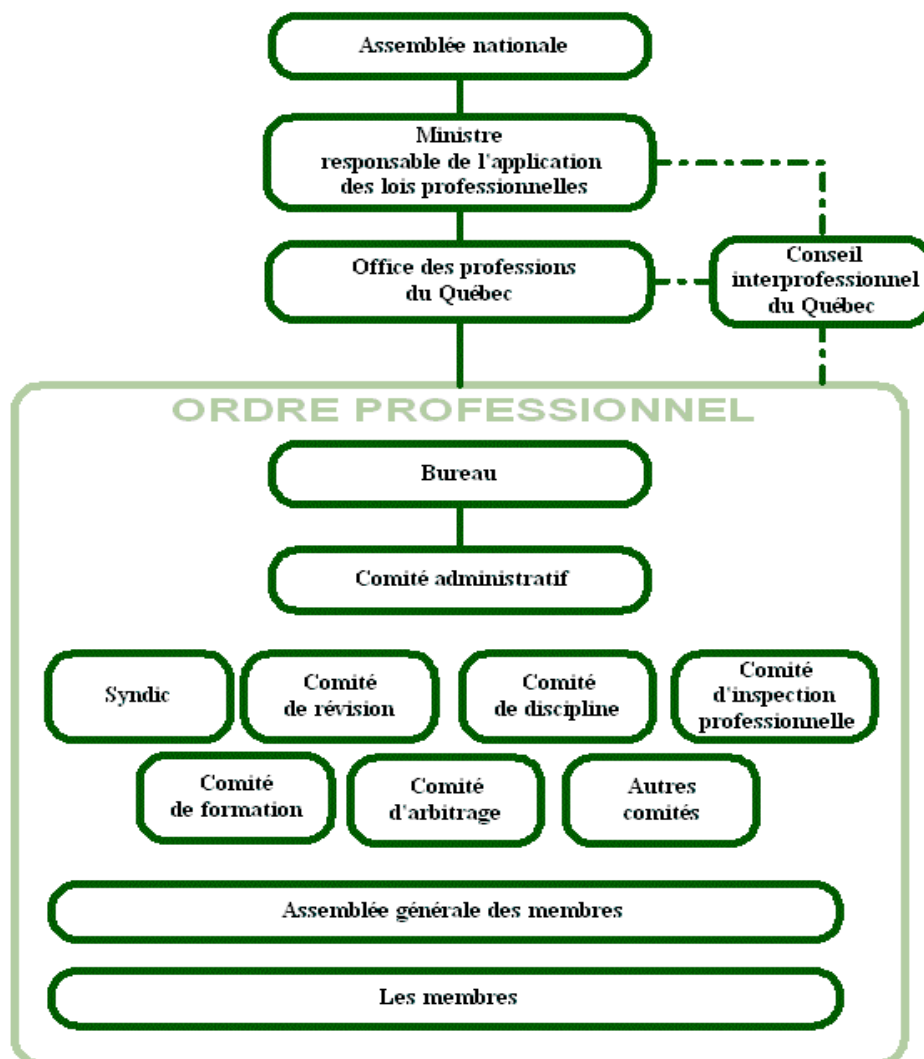 Assemblée nationale
Ministre
responsable de l'application
des lois professionnelles
Office des professions
du Québec
Conseil
interprofessionnel
du Québec
ORDRE PROFESSIONNEL
Bureau
Comité administratif
Syndic
Comité
de révision
Comité
de discipline
Comité
d'inspection
professionnelle
Comité
de formation
Comité
d'arbitrage
Autres
comités
Assemblée générale des membres
Les membres